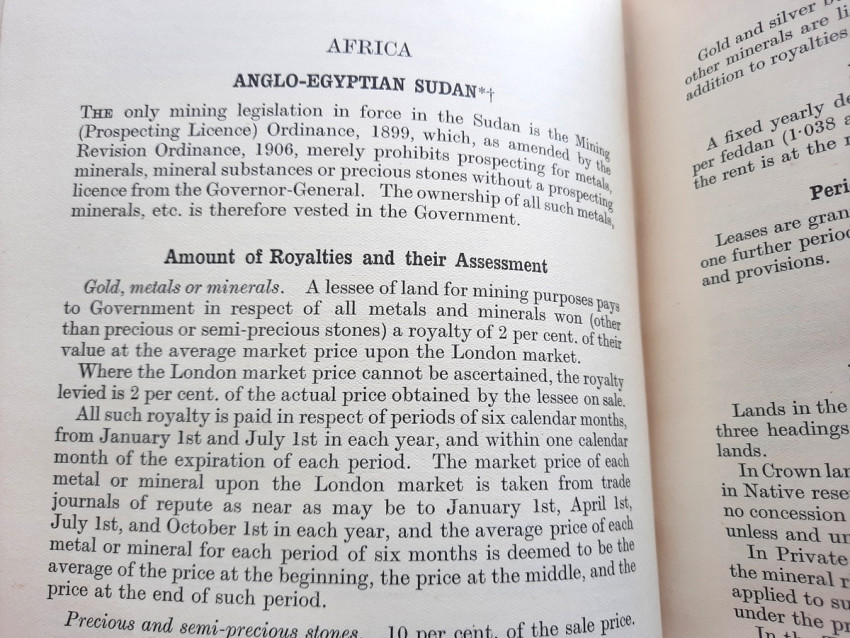 AFRICA
ANGLO-EGYPTIAN SUDAN*†
THE only mining legislation in force in the Sudan is the Mining
(Prospecting Licence) Ordinance, 1899, which, as amended by the
Revision Ordinance, 1906, merely prohibits prospecting for metals,
minerals, mineral substances or precious stones without a prospecting
licence from the Governor-General. The ownership of all such metals,
minerals, etc. is therefore vested in the Government.
Amount of Royalties and their Assessment
Gold, metals or minerals. A lessee of land for mining purposes pays
to Government in respect of all metals and minerals won (other
than precious or semi-precious stones) a royalty of 2 per cent. of their
value at the average market price upon the London market.
Where the London market price cannot be ascertained, the royalty
levied is 2 per cent. of the actual price obtained by the lessee on sale.
All such royalty is paid in respect of periods of six calendar months,
from January 1st and July 1st in each year, and within one calendar
month of the expiration of each period. The market price of each
metal or mineral upon the London market is taken from trade
journals of repute as near as may be to January 1st, April 1st,
July 1st, and October 1st in each year, and the average price of each
metal or mineral for each period of six months is deemed to be the
average of the price at the beginning, the price at the middle, and the
price at the end of such period.
Precious and semi-precious stones. 10 per cent. of the sale price.
Gold and silver
other minerals are
addition to royalties
A fixed yearly
per feddan (1·038
the rent is at the
Leases are
one further
and provisions.
Lands in the
three headings
lands.
In Crown
in Native
no concession
unless and
In Private
the mineral
applied to
under the